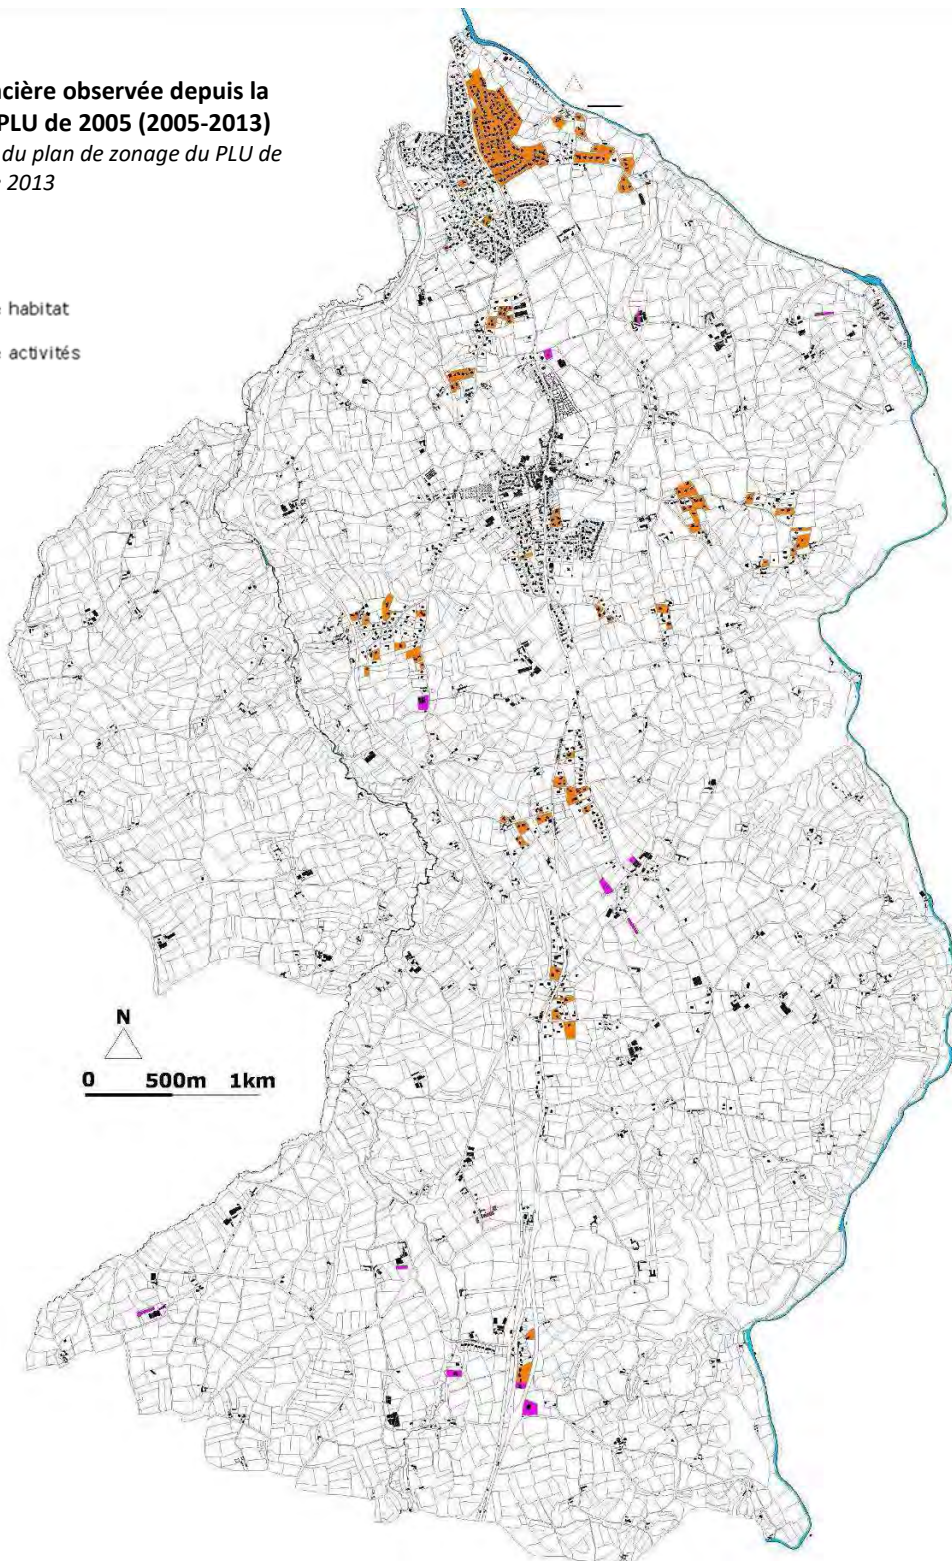 cière observée depuis la
PLU de 2005 (2005-2013)
du plan de zonage du PLU de
2013
habitat
activités
N
0 500m 1km